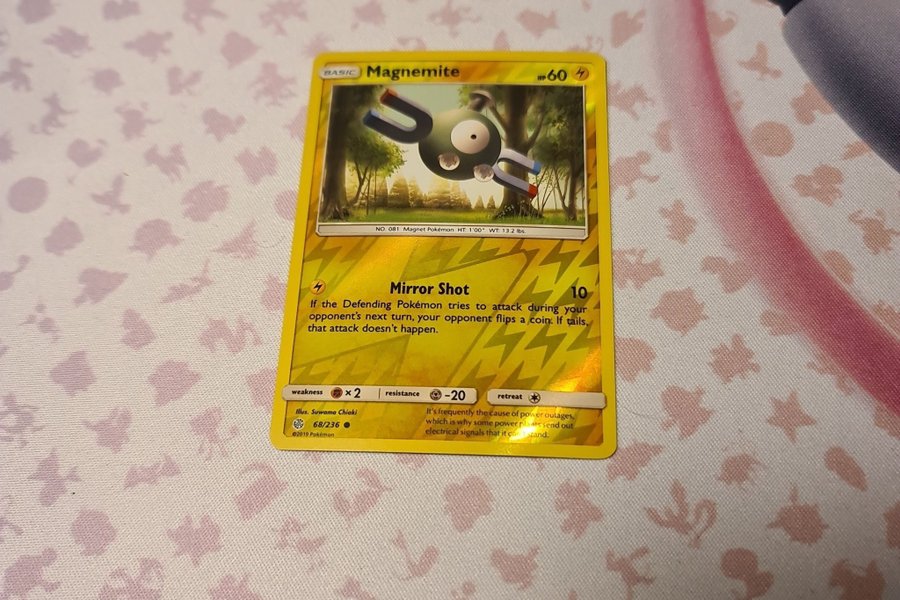 BASIC Magnemite HP60
NO. 081 Magnet Pokémon HT: 1'00" WT: 13.2 lbs.
Mirror Shot 10
If the Defending Pokémon tries to attack during your
opponent's next turn, your opponent flips a coin. If tails,
that attack doesn't happen.
weakness ×2 resistance -20 retreat
Illus. Suwama Chiaki
68/236
©2019 Pokémon
It's frequently the cause of power outages,
which is why some power plants send out
electrical signals that it can't stand.